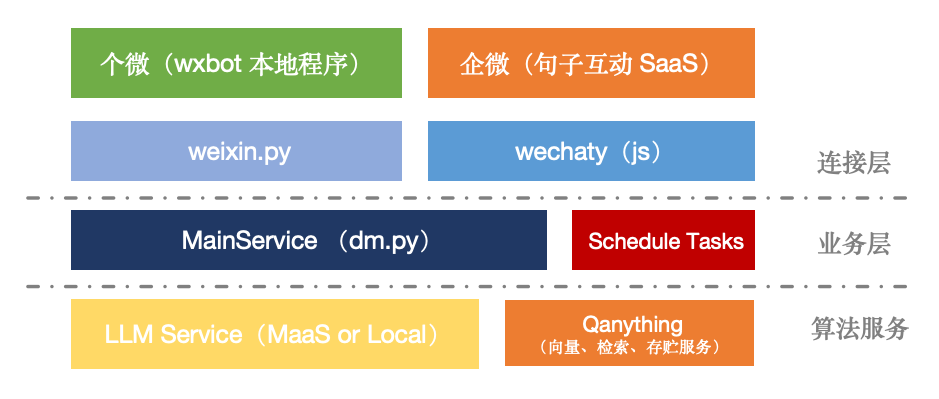 个微（wxbot 本地程序）
企微（句子互动 SaaS）
weixin.py
wechaty（js）
连接层
MainService （dm.py）
Schedule Tasks
业务层
LLM Service（MaaS or Local）
Qanything
（向量、检索、存贮服务）
算法服务